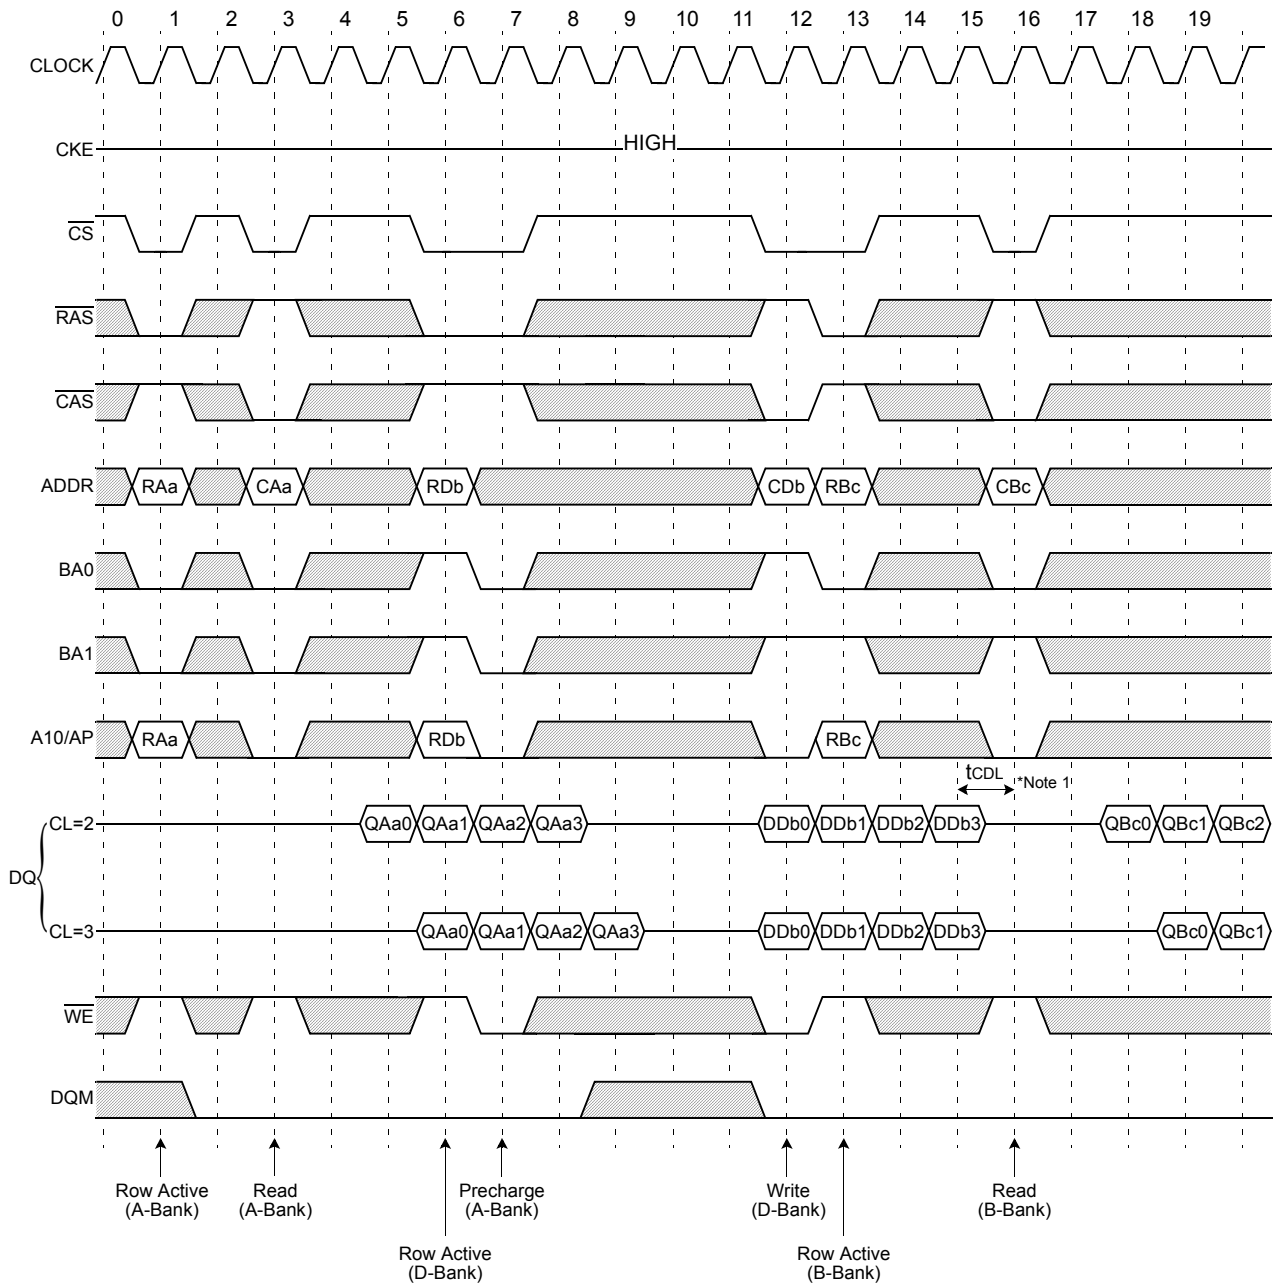 0 1 2 3 4 5 6 7 8 9 10 11 12 13 14 15 16 17 18 19
CLOCK
CKE HIGH
CS
RAS
CAS
ADDR RAa CAa RDb CDb RBc CBc
BA0
BA1
A10/AP RAa RDb RBc
tCDL *Note 1
CL=2 QAa0 QAa1 QAa2 QAa3 DDb0 DDb1 DDb2 DDb3 QBc0 QBc1 QBc2
DQ
CL=3 QAa0 QAa1 QAa2 QAa3 DDb0 DDb1 DDb2 DDb3 QBc0 QBc1
WE
DQM
Row Active (A-Bank)
Read (A-Bank)
Precharge (A-Bank)
Write (D-Bank)
Read (B-Bank)
Row Active (D-Bank)
Row Active (B-Bank)